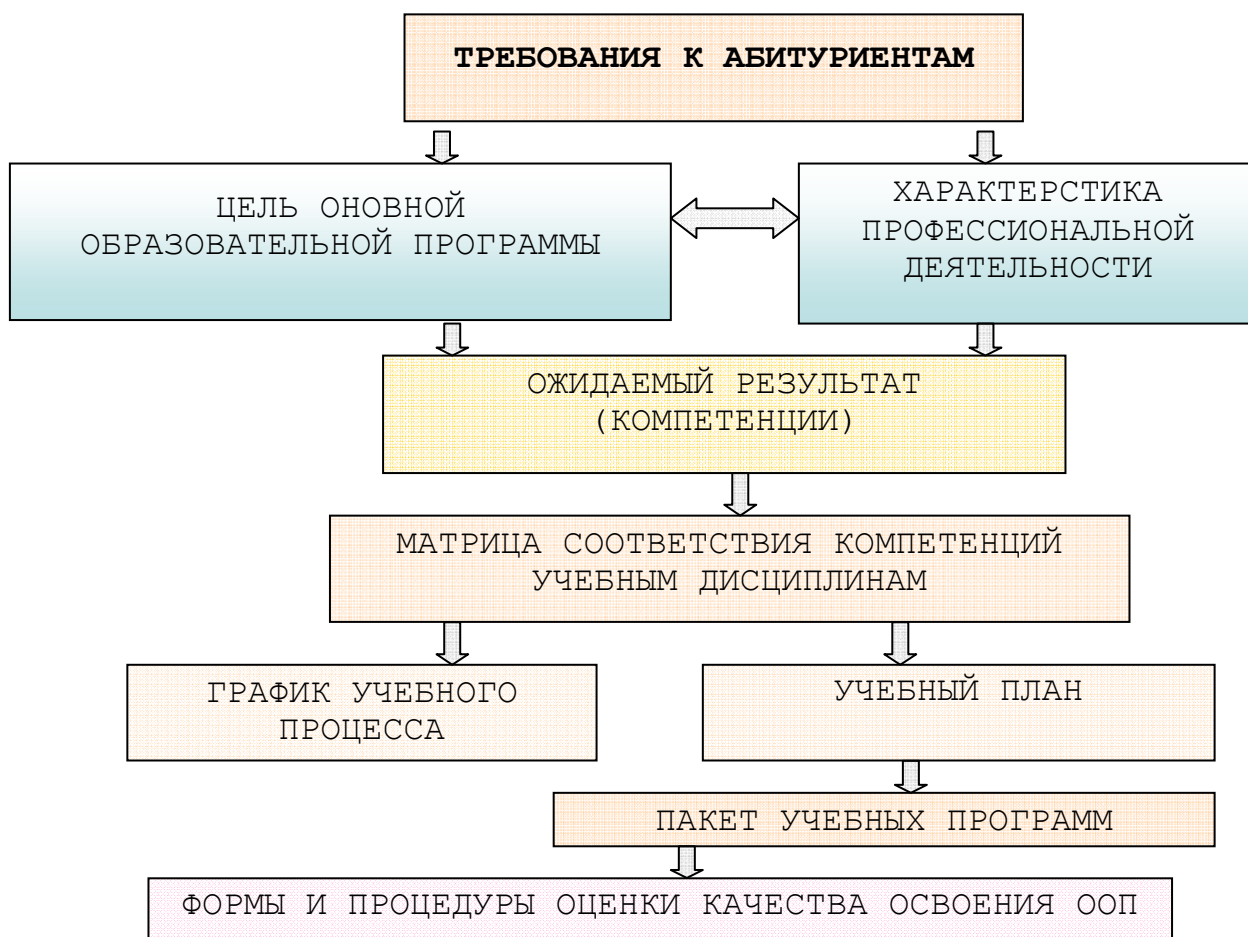 ТРЕБОВАНИЯ К АБИТУРИЕНТАМ
ЦЕЛЬ ОНОВНОЙ
ОБРАЗОВАТЕЛЬНОЙ ПРОГРАММЫ
ХАРАКТЕРСТИКА
ПРОФЕССИОНАЛЬНОЙ
ДЕЯТЕЛЬНОСТИ
ОЖИДАЕМЫЙ РЕЗУЛЬТАТ
(КОМПЕТЕНЦИИ)
МАТРИЦА СООТВЕТСТВИЯ КОМПЕТЕНЦИЙ
УЧЕБНЫМ ДИСЦИПЛИНАМ
ГРАФИК УЧЕБНОГО
ПРОЦЕССА
УЧЕБНЫЙ ПЛАН
ПАКЕТ УЧЕБНЫХ ПРОГРАММ
ФОРМЫ И ПРОЦЕДУРЫ ОЦЕНКИ КАЧЕСТВА ОСВОЕНИЯ ООП